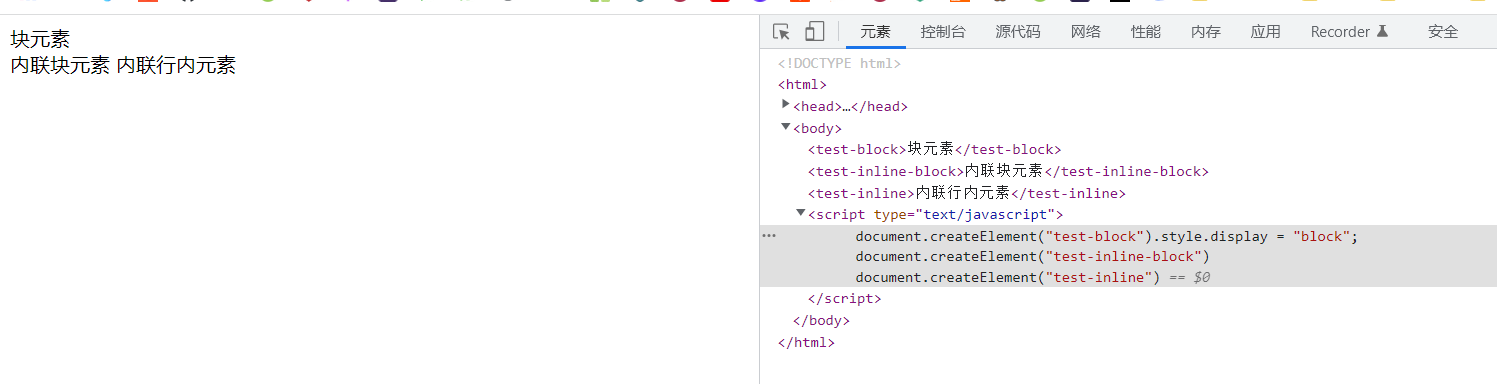 块元素
内联块元素 内联行内元素
元素 控制台 源代码 网络 性能 内存 应用 Recorder 安全
<!DOCTYPE html>
<html>
<head>…</head>
<body>
<test-block>块元素</test-block>
<test-inline-block>内联块元素</test-inline-block>
<test-inline>内联行内元素</test-inline>
<script type="text/javascript">
document.createElement("test-block").style.display = "block";
document.createElement("test-inline-block")
document.createElement("test-inline") == $0
</script>
</body>
</html>